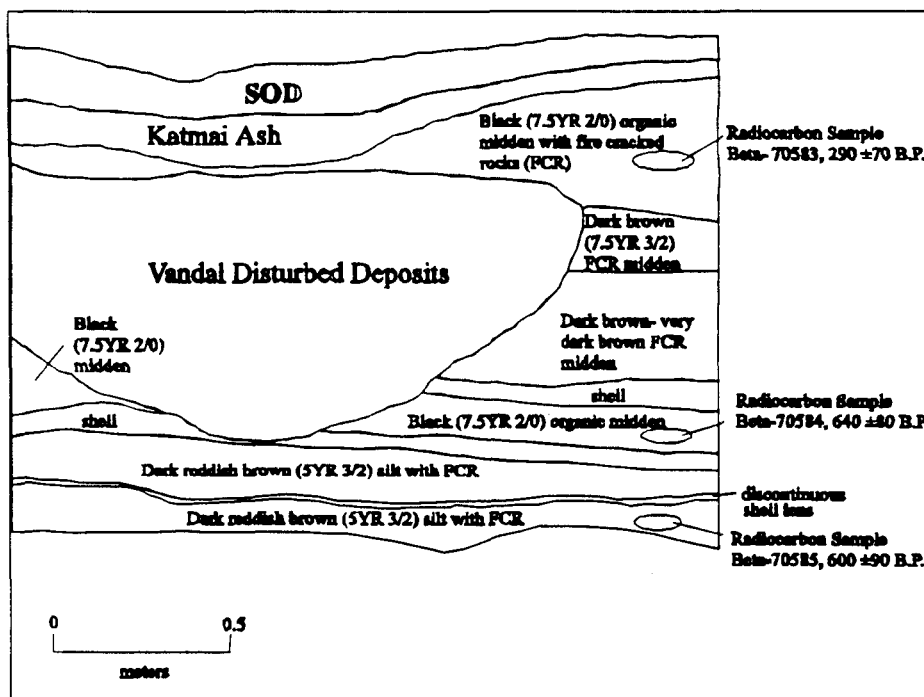 SOD
Katmai Ash
Black (7.5YR 2/0) organic
midden with fire cracked
rocks (FCR)
Radiocarbon Sample
Beta- 70583, 290 ±70 B.P.
Dark brown
(7.5YR 3/2)
FCR midden
Vandal Disturbed Deposits
Black
(7.5YR 2/0)
midden
Dark brown- very
dark brown FCR
midden
shell
shell
Black (7.5YR 2/0) organic midden
Radiocarbon Sample
Beta-70584, 640 ±80 B.P.
Dark reddish brown (5YR 3/2) silt with FCR
discontinuous
shell lens
Dark reddish brown (5YR 3/2) silt with FCR
Radiocarbon Sample
Beta-70585, 600 ±90 B.P.
0 0.5
meters